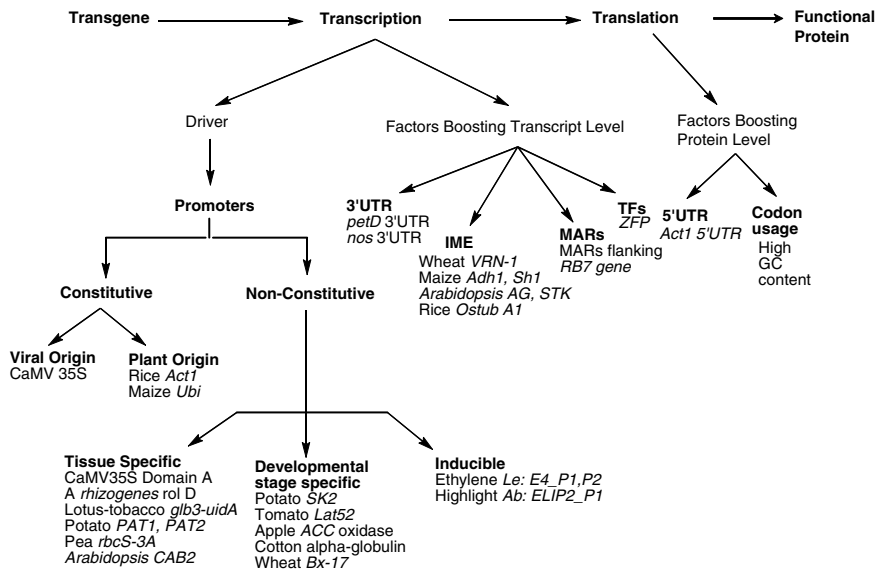 Transgene
Transcription
Translation
Functional
Protein
Driver
Factors Boosting Transcript Level
Factors Boosting
Protein Level
Promoters
3'UTR
petD 3'UTR
nos 3'UTR
IME
Wheat VRN-1
Maize Adh1, Sh1
Arabidopsis AG, STK
Rice Ostub A1
MARs
MARs flanking
RB7 gene
TFs
ZFP
5'UTR
Act1 5'UTR
Codon
usage
High
GC
content
Constitutive
Non-Constitutive
Viral Origin
CaMV 35S
Plant Origin
Rice Act1
Maize Ubi
Tissue Specific
CaMV35S Domain A
A rhizogenes rol D
Lotus-tobacco glb3-uidA
Potato PAT1, PAT2
Pea rbcS-3A
Arabidopsis CAB2
Developmental
stage specific
Potato SK2
Tomato Lat52
Apple ACC oxidase
Cotton alpha-globulin
Wheat Bx-17
Inducible
Ethylene Le: E4_P1,P2
Highlight Ab: ELIP2_P1